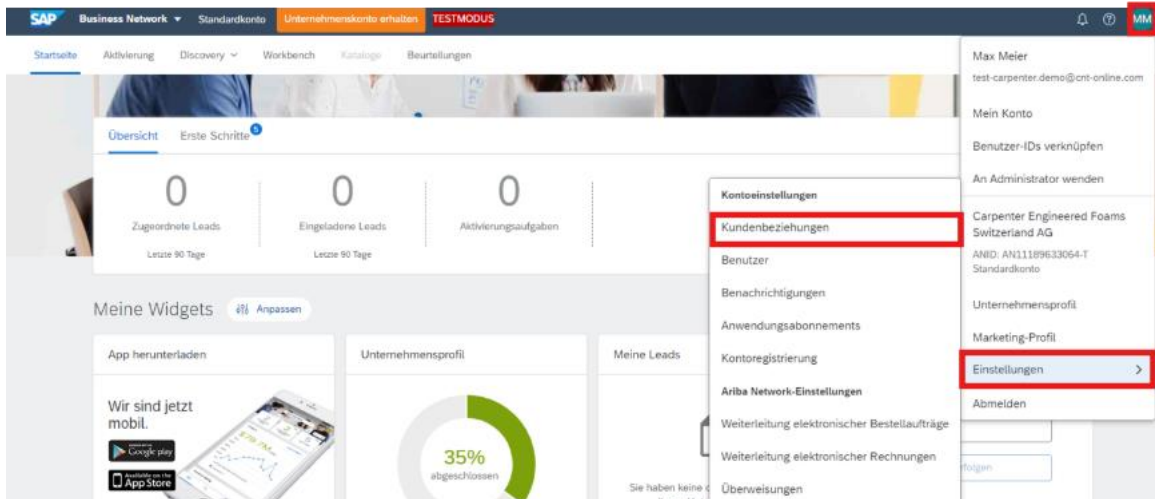 SAP Business Network Standardkonto Unternehmenskonto erhalten TESTMODUS MM
Startseite Aktivierung Discovery Workbench Kataloge Beurteilungen
Übersicht Erste Schritte 5
0 0 0
Zugeordnete Leads Eingeladene Leads Aktivierungsaufgaben
Letzte 90 Tage Letzte 90 Tage
Meine Widgets Anpassen
App herunterladen
Wir sind jetzt
mobil.
Google play
Available on the
App Store
Unternehmensprofil
35%
abgeschlossen
Meine Leads
Sie haben keine
Kontoeinstellungen
Kundenbeziehungen
Benutzer
Benachrichtigungen
Anwendungsabonnements
Kontoregistrierung
Ariba Network-Einstellungen
Weiterleitung elektronischer Bestellaufträge
Weiterleitung elektronischer Rechnungen
Überweisungen
Max Meier
test-carpenter.demo@cnt-online.com
Mein Konto
Benutzer-IDs verknüpfen
An Administrator wenden
Carpenter Engineered Foams
Switzerland AG
ANID: AN11189633064-T
Standardkonto
Unternehmensprofil
Marketing-Profil
Einstellungen
Abmelden